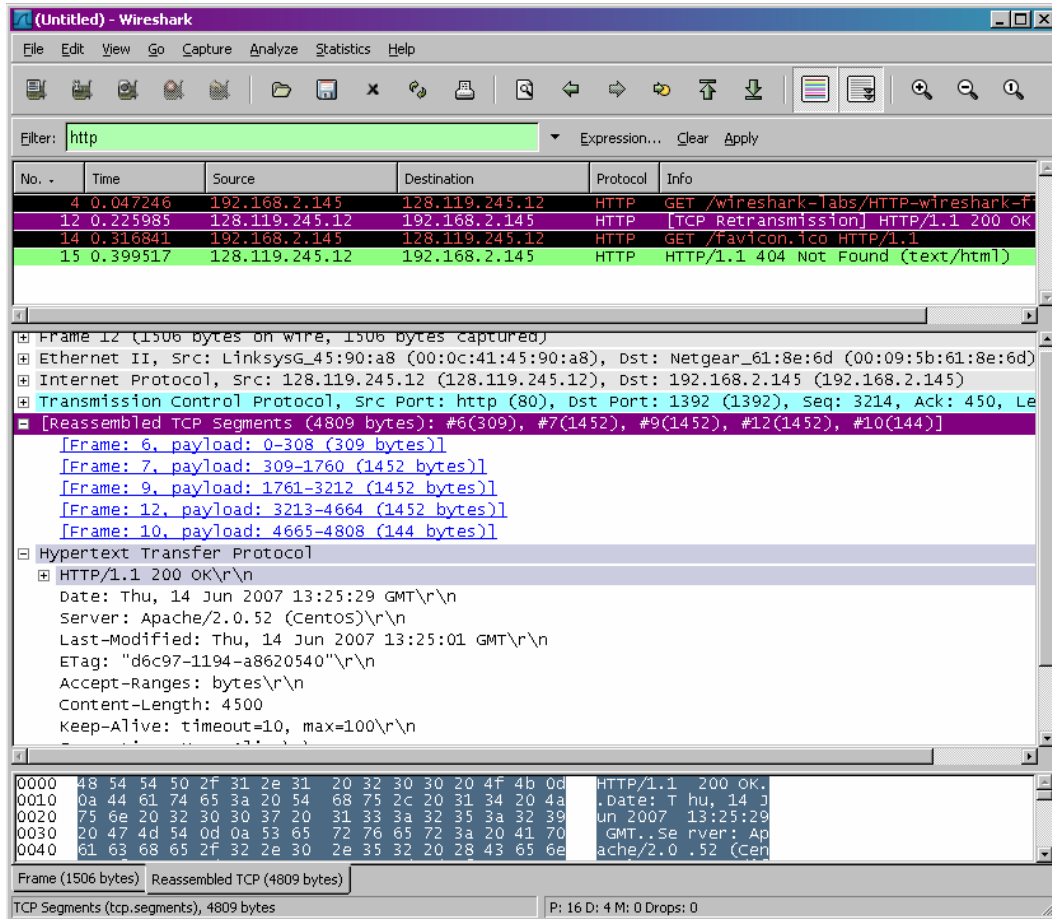 (Untitled) - Wireshark
File Edit View Go Capture Analyze Statistics Help
Filter: http Expression... Clear Apply
No. Time Source Destination Protocol Info
4 0.047246 192.168.2.145 128.119.245.12 HTTP GET /wireshark-labs/HTTP-wireshark-fi
12 0.225985 128.119.245.12 192.168.2.145 HTTP [TCP Retransmission] HTTP/1.1 200 OK
14 0.316841 192.168.2.145 128.119.245.12 HTTP GET /favicon.ico HTTP/1.1
15 0.399517 128.119.245.12 192.168.2.145 HTTP HTTP/1.1 404 Not Found (text/html)
Frame 12 (1506 bytes on wire, 1506 bytes captured)
Ethernet II, Src: LinksysG_45:90:a8 (00:0c:41:45:90:a8), Dst: Netgear_61:8e:6d (00:09:5b:61:8e:6d)
Internet Protocol, Src: 128.119.245.12 (128.119.245.12), Dst: 192.168.2.145 (192.168.2.145)
Transmission Control Protocol, Src Port: http (80), Dst Port: 1392 (1392), Seq: 3214, Ack: 450, Le
[Reassembled TCP Segments (4809 bytes): #6(309), #7(1452), #9(1452), #12(1452), #10(144)]
[Frame: 6, payload: 0-308 (309 bytes)]
[Frame: 7, payload: 309-1760 (1452 bytes)]
[Frame: 9, payload: 1761-3212 (1452 bytes)]
[Frame: 12, payload: 3213-4664 (1452 bytes)]
[Frame: 10, payload: 4665-4808 (144 bytes)]
Hypertext Transfer Protocol
HTTP/1.1 200 OK\r\n
Date: Thu, 14 Jun 2007 13:25:29 GMT\r\n
Server: Apache/2.0.52 (CentOS)\r\n
Last-Modified: Thu, 14 Jun 2007 13:25:01 GMT\r\n
ETag: "d6c97-1194-a8620540"\r\n
Accept-Ranges: bytes\r\n
Content-Length: 4500
Keep-Alive: timeout=10, max=100\r\n
0000 48 54 54 50 2f 31 2e 31 20 32 30 30 20 4f 4b 0d HTTP/1.1 200 OK.
0010 0a 44 61 74 65 3a 20 54 68 75 2c 20 31 34 20 4a .Date: T hu, 14 J
0020 75 6e 20 32 30 30 37 20 31 33 3a 32 35 3a 32 39 un 2007 13:25:29
0030 20 47 4d 54 0d 0a 53 65 72 76 65 72 3a 20 41 70 GMT..Se rver: Ap
0040 61 63 68 65 2f 32 2e 30 2e 35 32 20 28 43 65 6e ache/2.0 .52 (Cen
Frame (1506 bytes) Reassembled TCP (4809 bytes)
TCP Segments (tcp.segments), 4809 bytes P: 16 D: 4 M: 0 Drops: 0